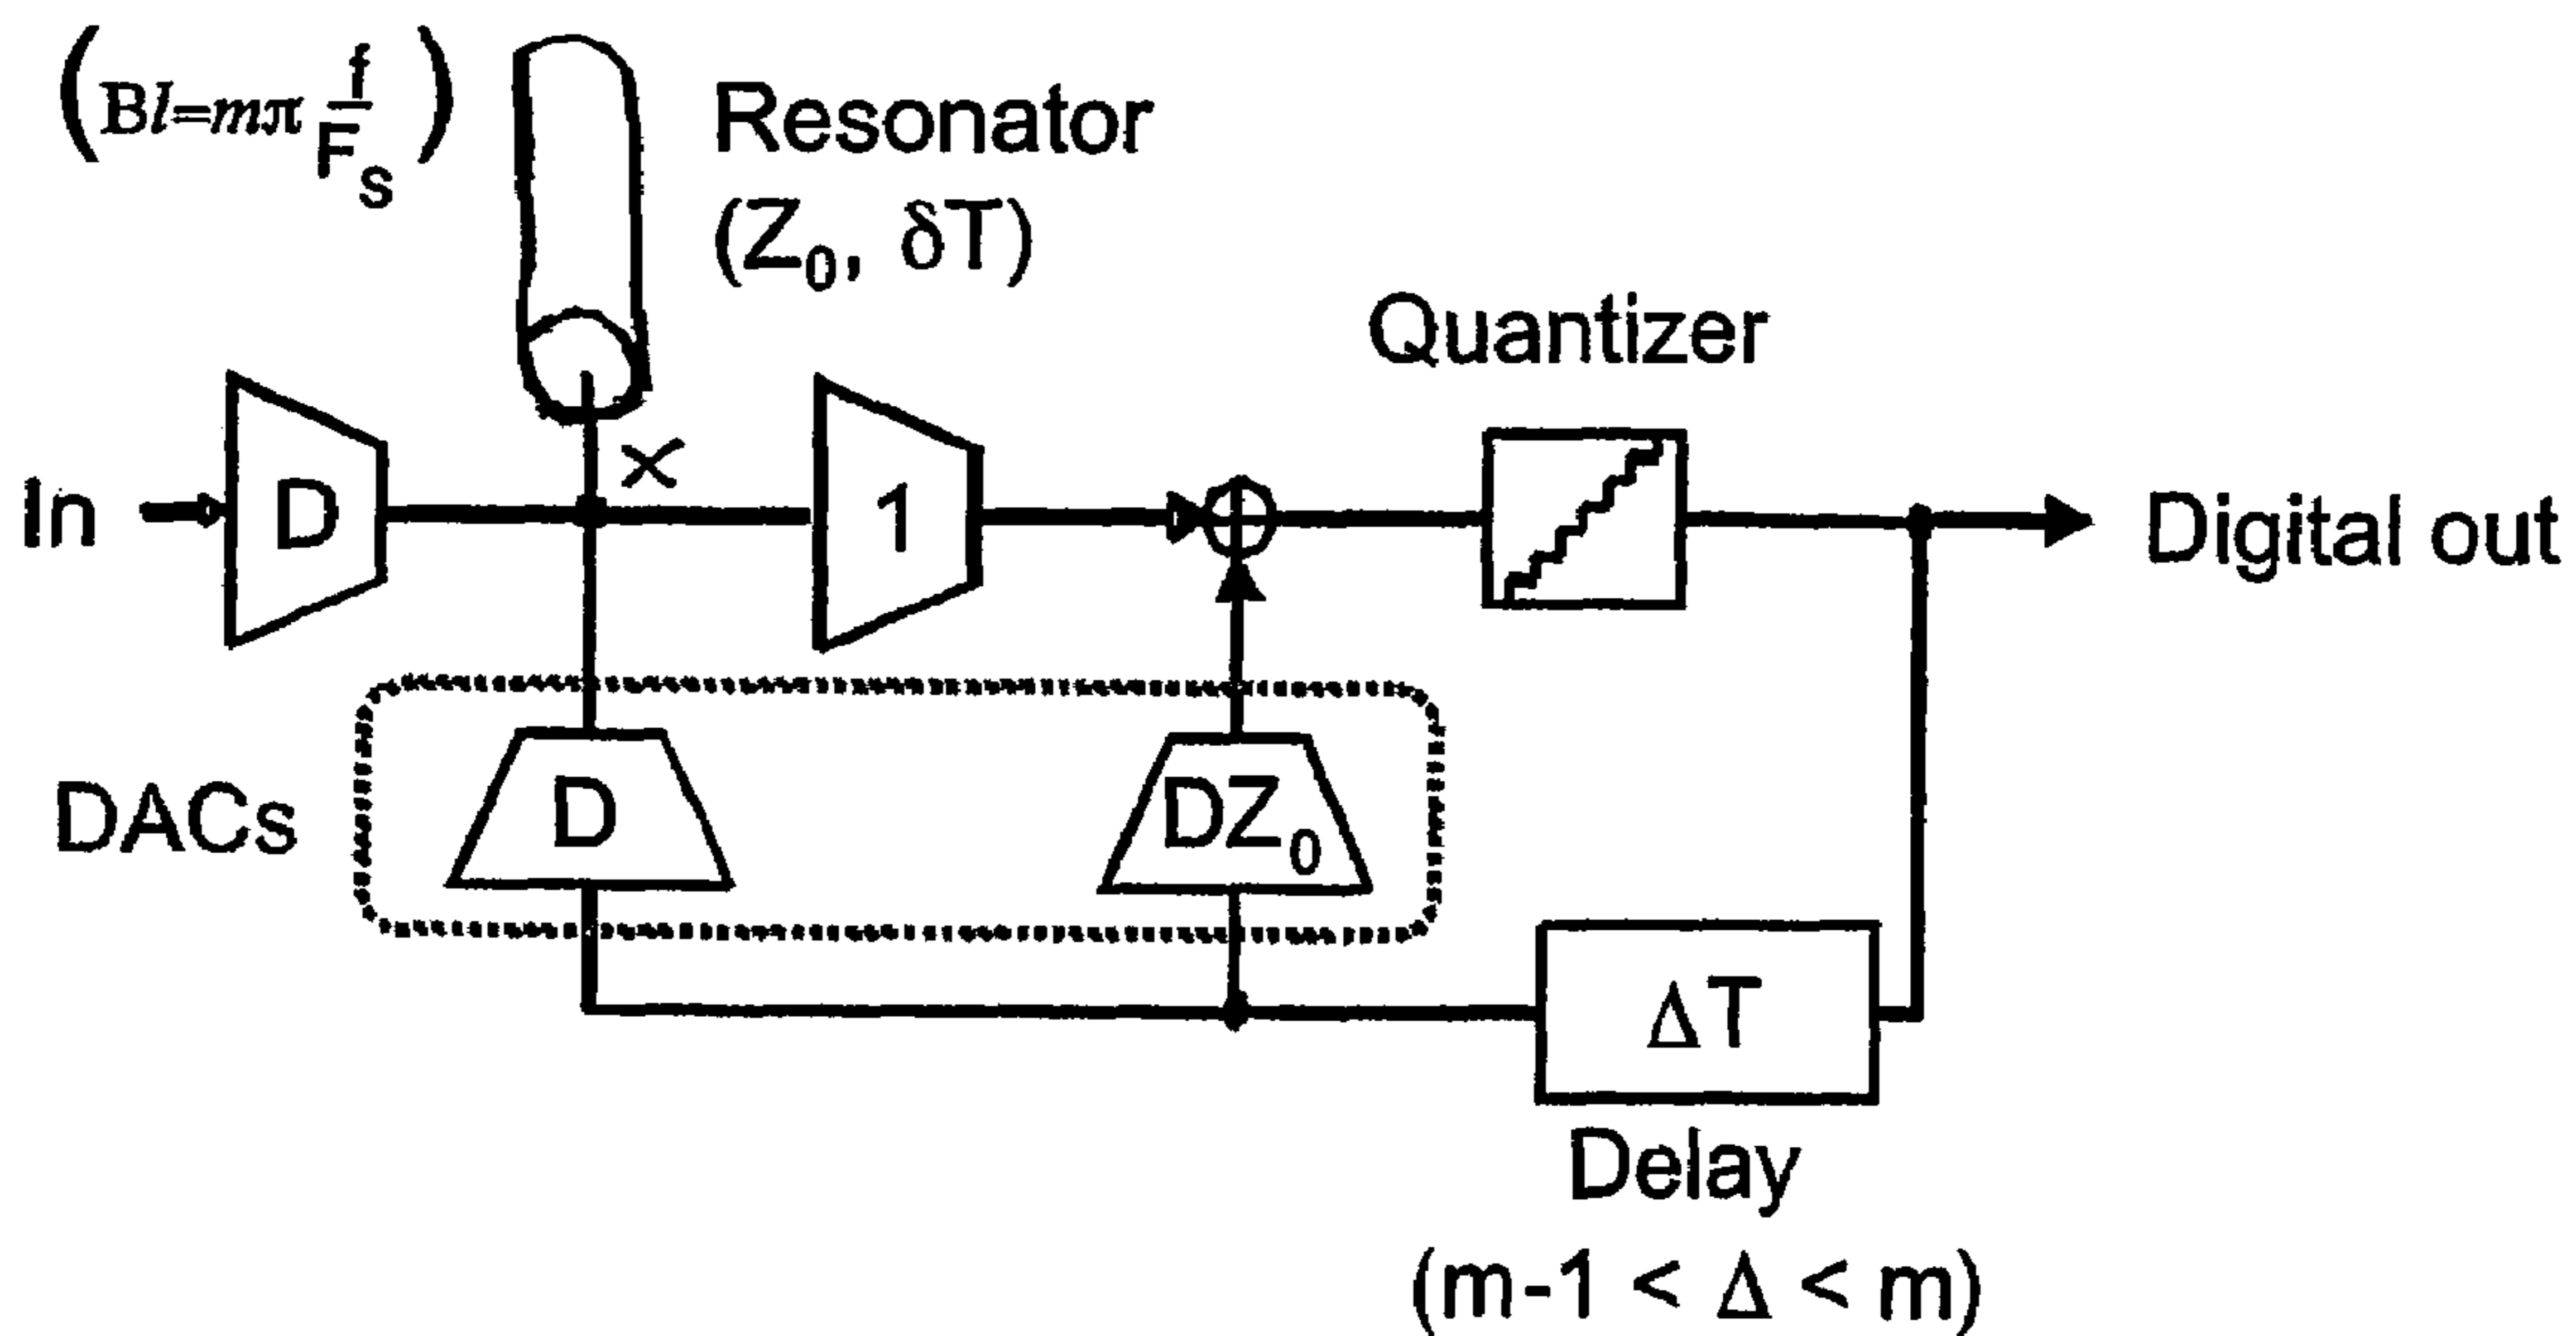 (Bl=mπ f/Fs)
Resonator
(Z₀, δT)
Quantizer
In
D
X
1
Digital out
DACs
D
DZ₀
ΔT
Delay
(m-1 < Δ < m)